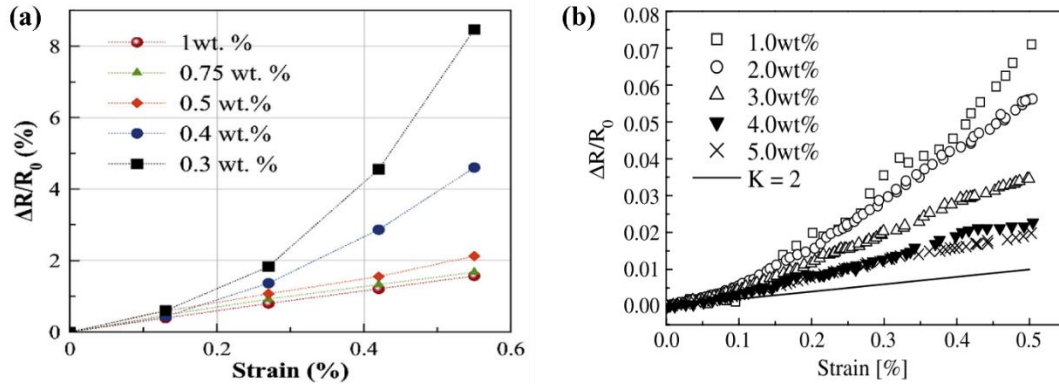 (a)
1wt. %
0.75 wt. %
0.5 wt.%
0.4 wt.%
0.3 wt. %
ΔR/R0 (%)
8
6
4
2
0
0 0.2 0.4 0.6
Strain (%)
(b)
1.0wt%
2.0wt%
3.0wt%
4.0wt%
5.0wt%
K = 2
ΔR/R0
0.08
0.07
0.06
0.05
0.04
0.03
0.02
0.01
0.00
0.0 0.1 0.2 0.3 0.4 0.5
Strain [%]